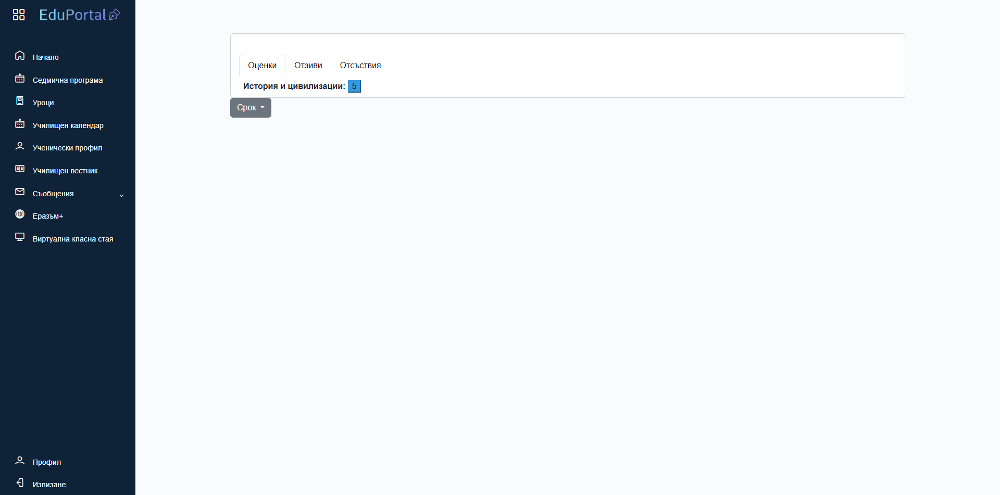 EduPortal
Начало
Седмична програма
Уроци
Училищен календар
Ученически профил
Училищен вестник
Съобщения
Еразъм+
Виртуална класна стая
Профил
Излизане
Оценки Отзиви Отсъствия
История и цивилизации: 5
Срок